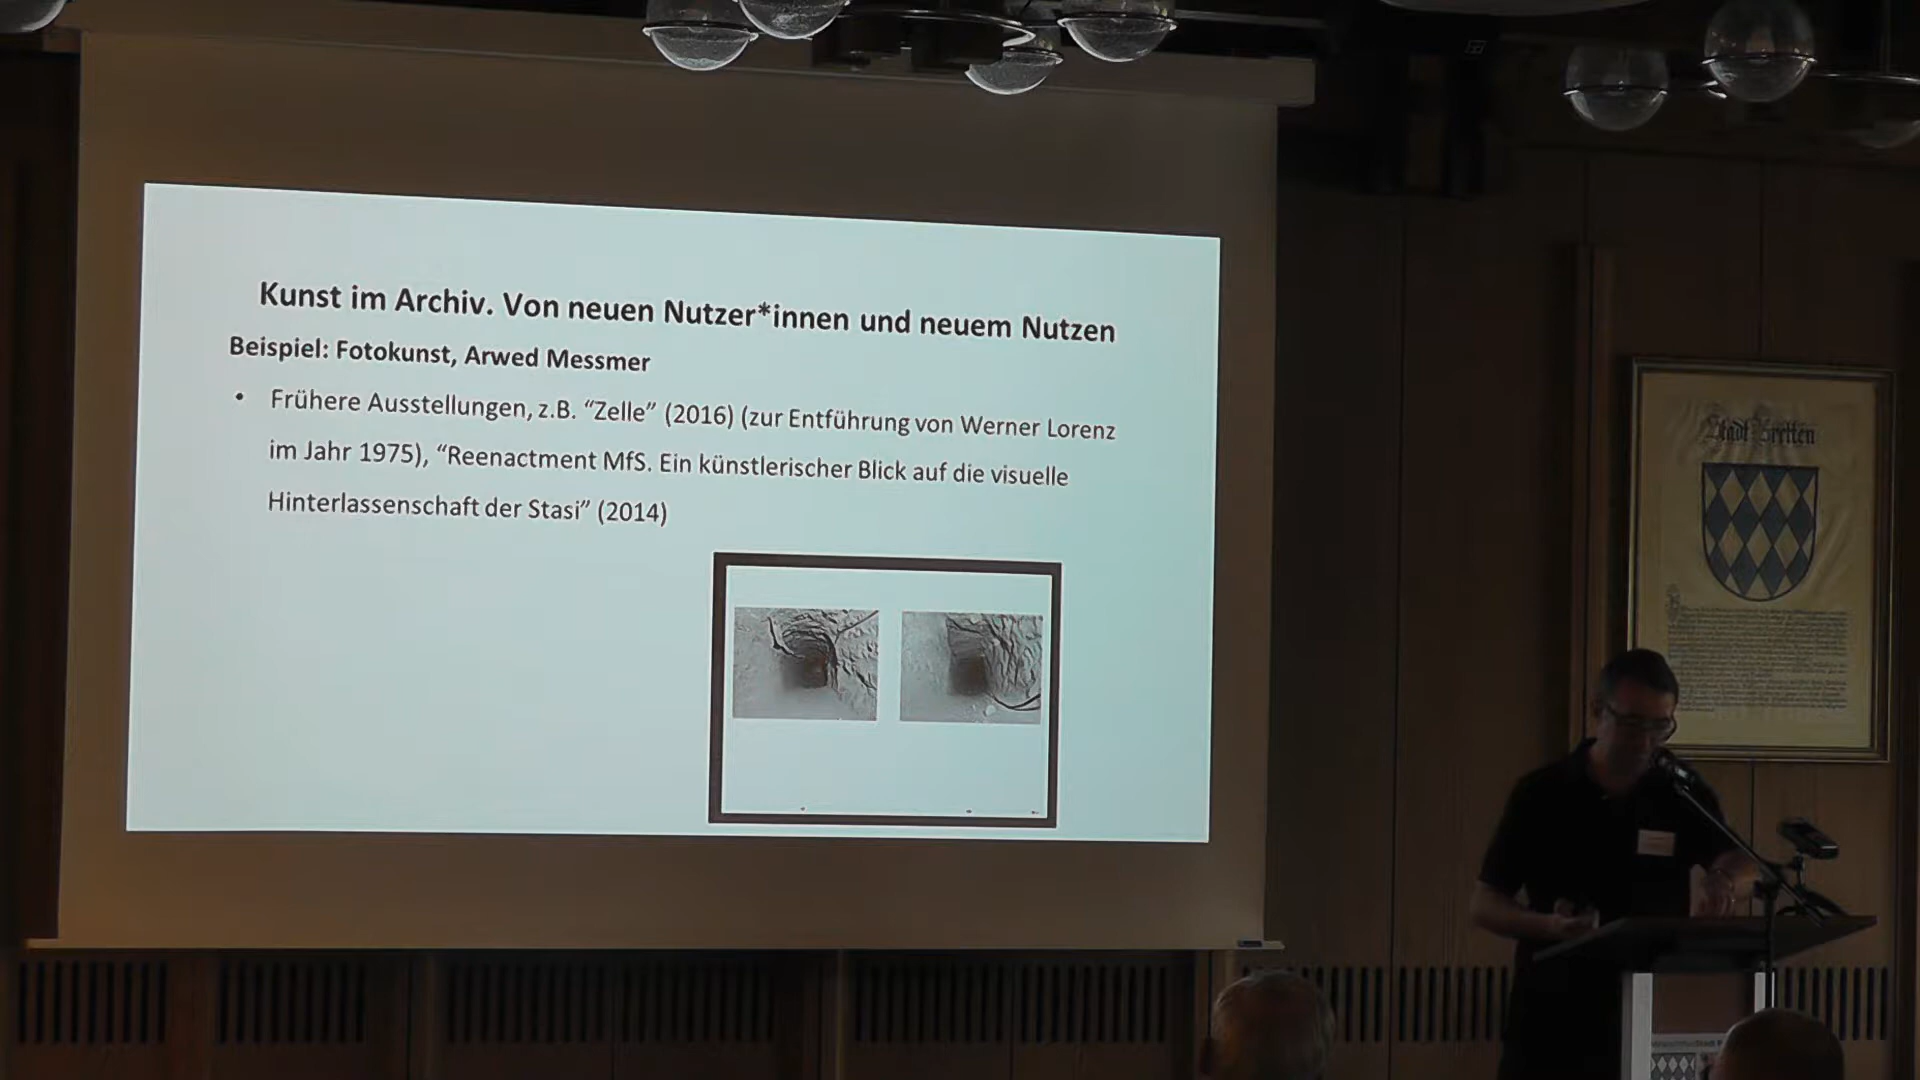 Kunst im Archiv. Von neuen Nutzer*innen und neuem Nutzen
Beispiel: Fotokunst, Arwed Messmer
• Frühere Ausstellungen, z.B. “Zelle” (2016) (zur Entführung von Werner Lorenz
im Jahr 1975), “Reenactment MfS. Ein künstlerischer Blick auf die visuelle
Hinterlassenschaft der Stasi” (2014)
Stadt Bretten